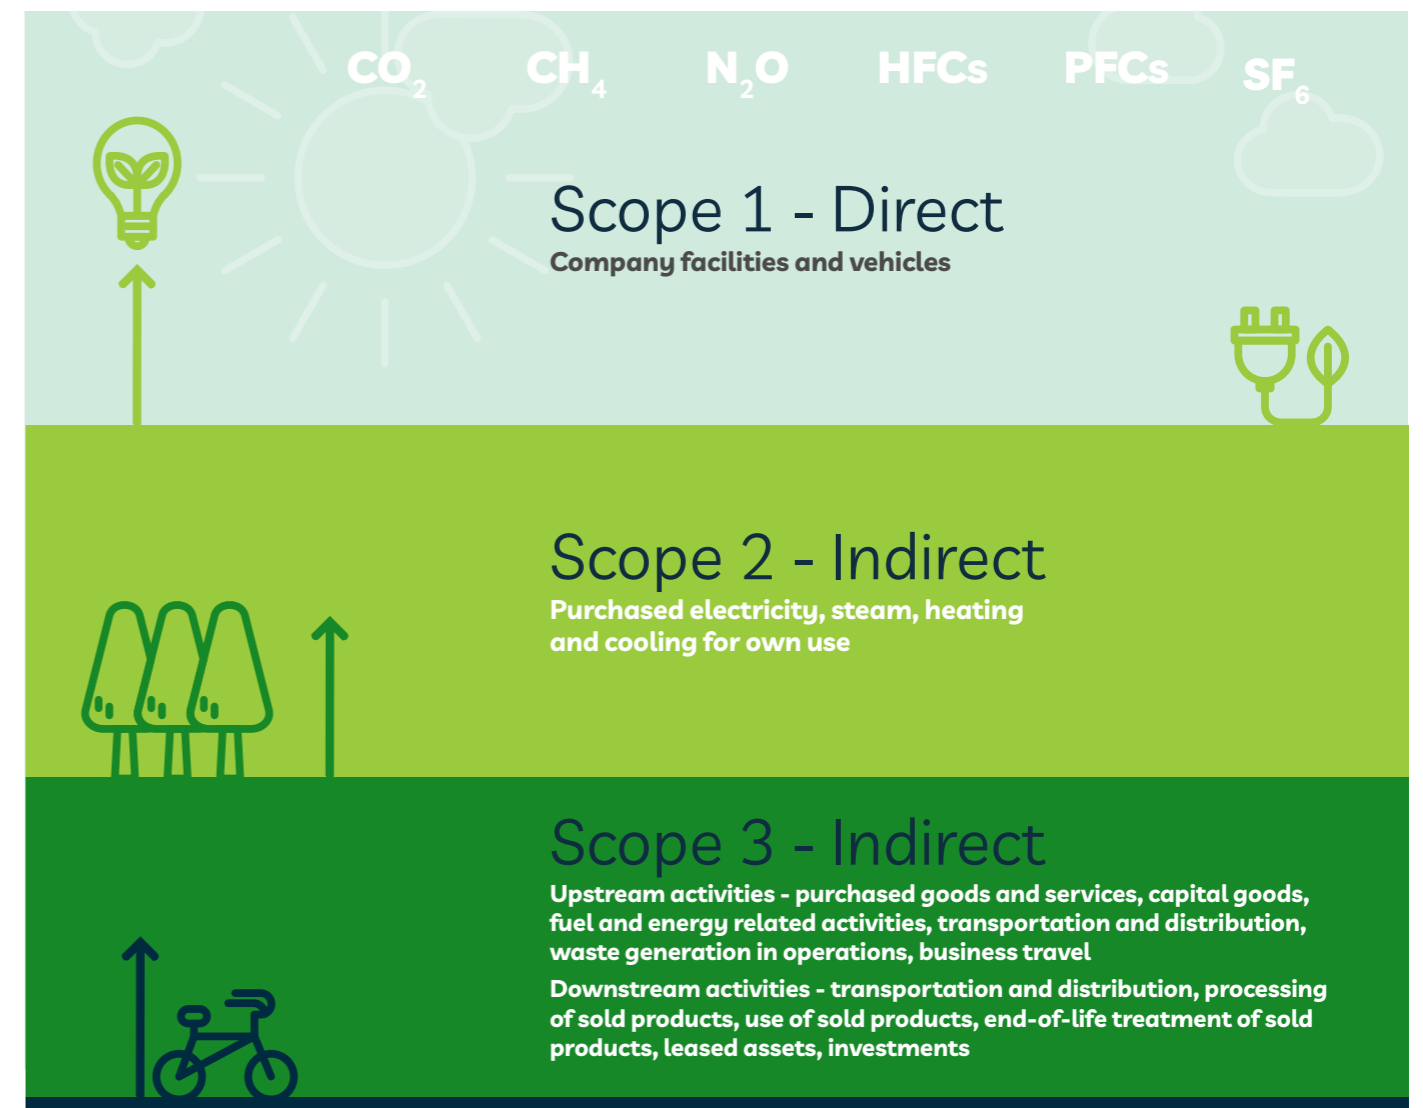 CO2 CH4 N2O HFCs PFCs SF6
Scope 1 - Direct
Company facilities and vehicles
Scope 2 - Indirect
Purchased electricity, steam, heating
and cooling for own use
Scope 3 - Indirect
Upstream activities - purchased goods and services, capital goods,
fuel and energy related activities, transportation and distribution,
waste generation in operations, business travel
Downstream activities - transportation and distribution, processing
of sold products, use of sold products, end-of-life treatment of sold
products, leased assets, investments